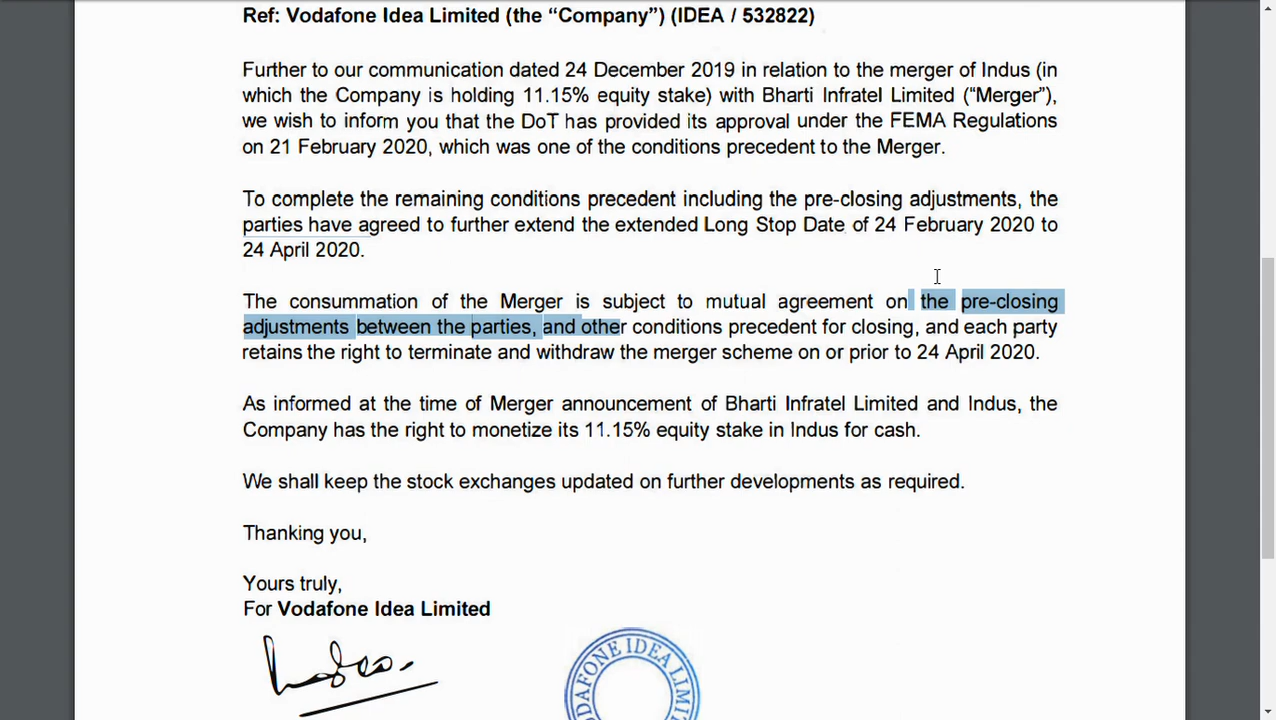 Ref: Vodafone Idea Limited (the “Company”) (IDEA / 532822)
Further to our communication dated 24 December 2019 in relation to the merger of Indus (in
which the Company is holding 11.15% equity stake) with Bharti Infratel Limited (“Merger”),
we wish to inform you that the DoT has provided its approval under the FEMA Regulations
on 21 February 2020, which was one of the conditions precedent to the Merger.
To complete the remaining conditions precedent including the pre-closing adjustments, the
parties have agreed to further extend the extended Long Stop Date of 24 February 2020 to
24 April 2020.
The consummation of the Merger is subject to mutual agreement on the pre-closing
adjustments between the parties, and other conditions precedent for closing, and each party
retains the right to terminate and withdraw the merger scheme on or prior to 24 April 2020.
As informed at the time of Merger announcement of Bharti Infratel Limited and Indus, the
Company has the right to monetize its 11.15% equity stake in Indus for cash.
We shall keep the stock exchanges updated on further developments as required.
Thanking you,
Yours truly,
For Vodafone Idea Limited